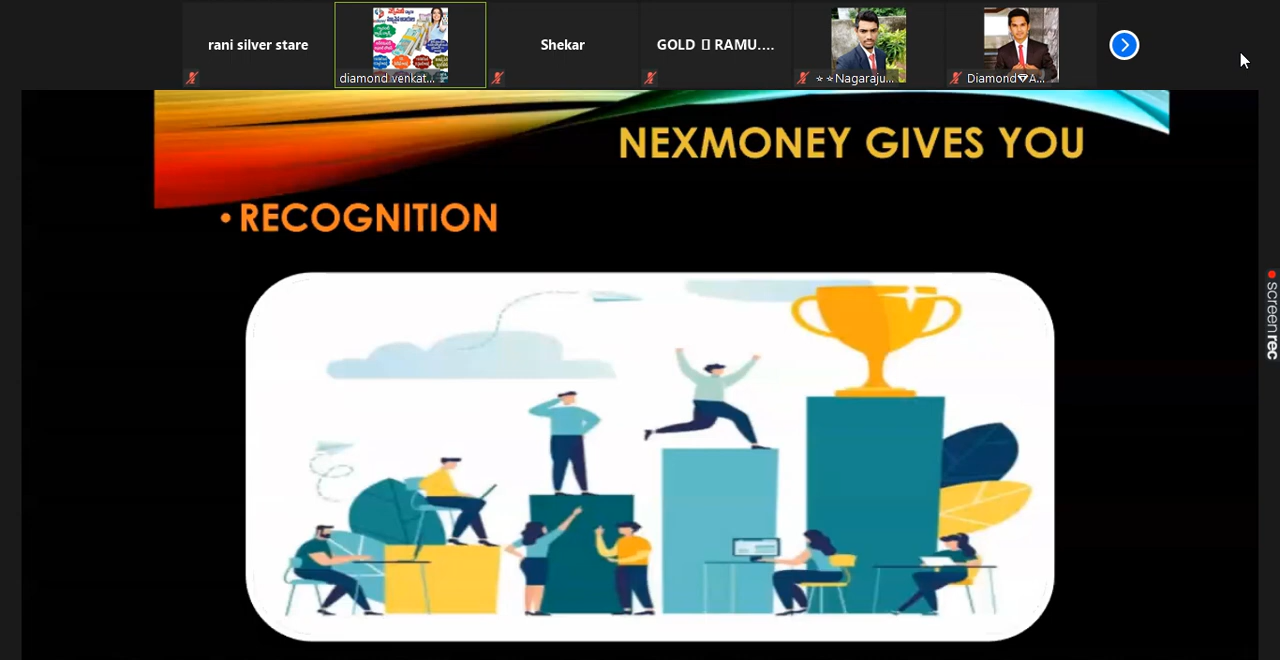 rani silver stare
diamond venkat...
Shekar
GOLD ▯ RAMU....
⭐⭐Nagaraju...
Diamond💎A...
NEXMONEY GIVES YOU
• RECOGNITION
screenrec